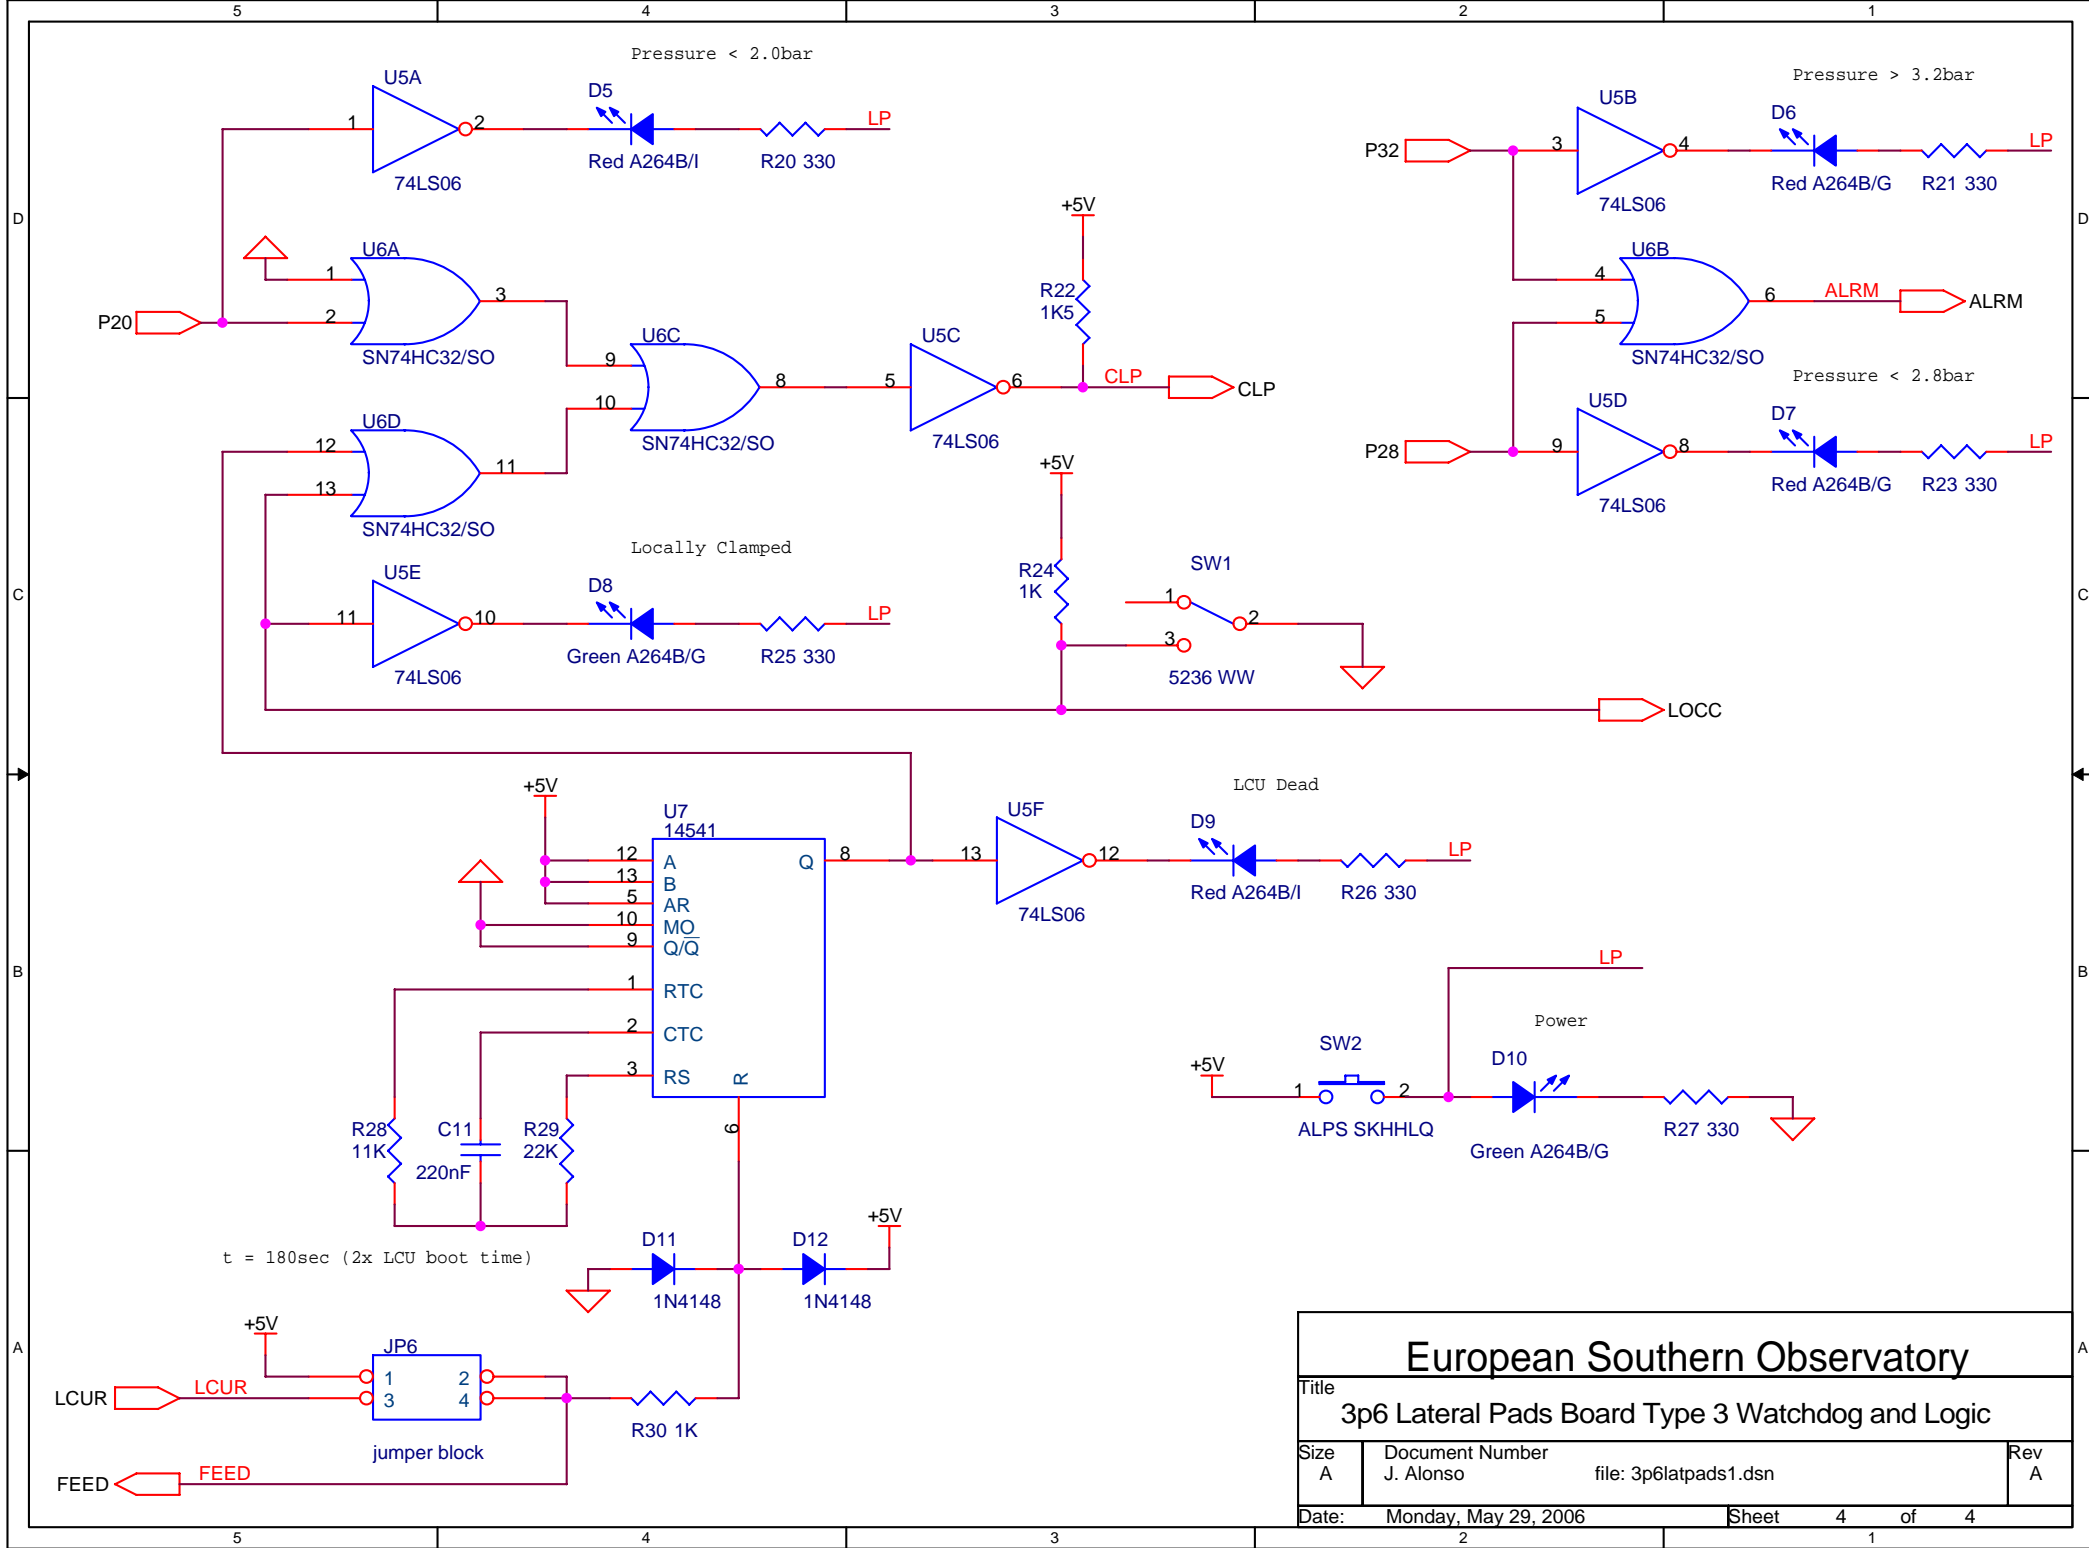 5 4 3 2 1
Pressure < 2.0bar
U5A
1
2
74LS06
D5
Red A264B/I
R20 330
LP
Pressure > 3.2bar
P32
U5B
3
4
74LS06
D6
Red A264B/G
R21 330
LP
D
D
P20
U6A
1
2
3
SN74HC32/SO
U6C
9
10
8
SN74HC32/SO
+5V
R22
1K5
U5C
5
6
74LS06
CLP
CLP
U6B
4
5
6
SN74HC32/SO
ALRM
ALRM
Pressure < 2.8bar
P28
U5D
9
8
74LS06
D7
Red A264B/G
R23 330
LP
U6D
12
13
11
SN74HC32/SO
Locally Clamped
U5E
11
10
74LS06
D8
Green A264B/G
R25 330
LP
+5V
R24
1K
SW1
1
2
3
5236 WW
LOCC
C
C
+5V
U7
14541
12
A
13
B
5
AR
10
MO
9
Q/Q̅
1
RTC
2
CTC
3
RS
R
6
Q
8
LCU Dead
U5F
13
12
74LS06
D9
Red A264B/I
R26 330
LP
B
B
LP
Power
+5V
SW2
1
2
ALPS SKHHLQ
D10
Green A264B/G
R27 330
R28
11K
C11
220nF
R29
22K
t = 180sec (2x LCU boot time)
D11
1N4148
D12
1N4148
+5V
+5V
JP6
1 2
3 4
jumper block
LCUR
LCUR
R30 1K
FEED
FEED
A
A
European Southern Observatory
Title
3p6 Lateral Pads Board Type 3 Watchdog and Logic
Size
A
Document Number
J. Alonso file: 3p6latpads1.dsn
Rev
A
Date: Monday, May 29, 2006 Sheet 4 of 4
5 4 3 2 1